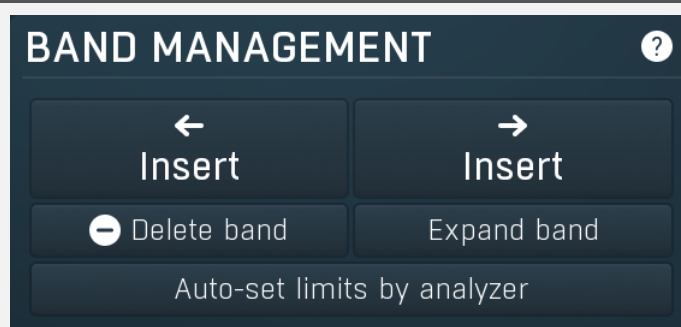 BAND MANAGEMENT ?
← →
Insert Insert
Delete band Expand band
Auto-set limits by analyzer